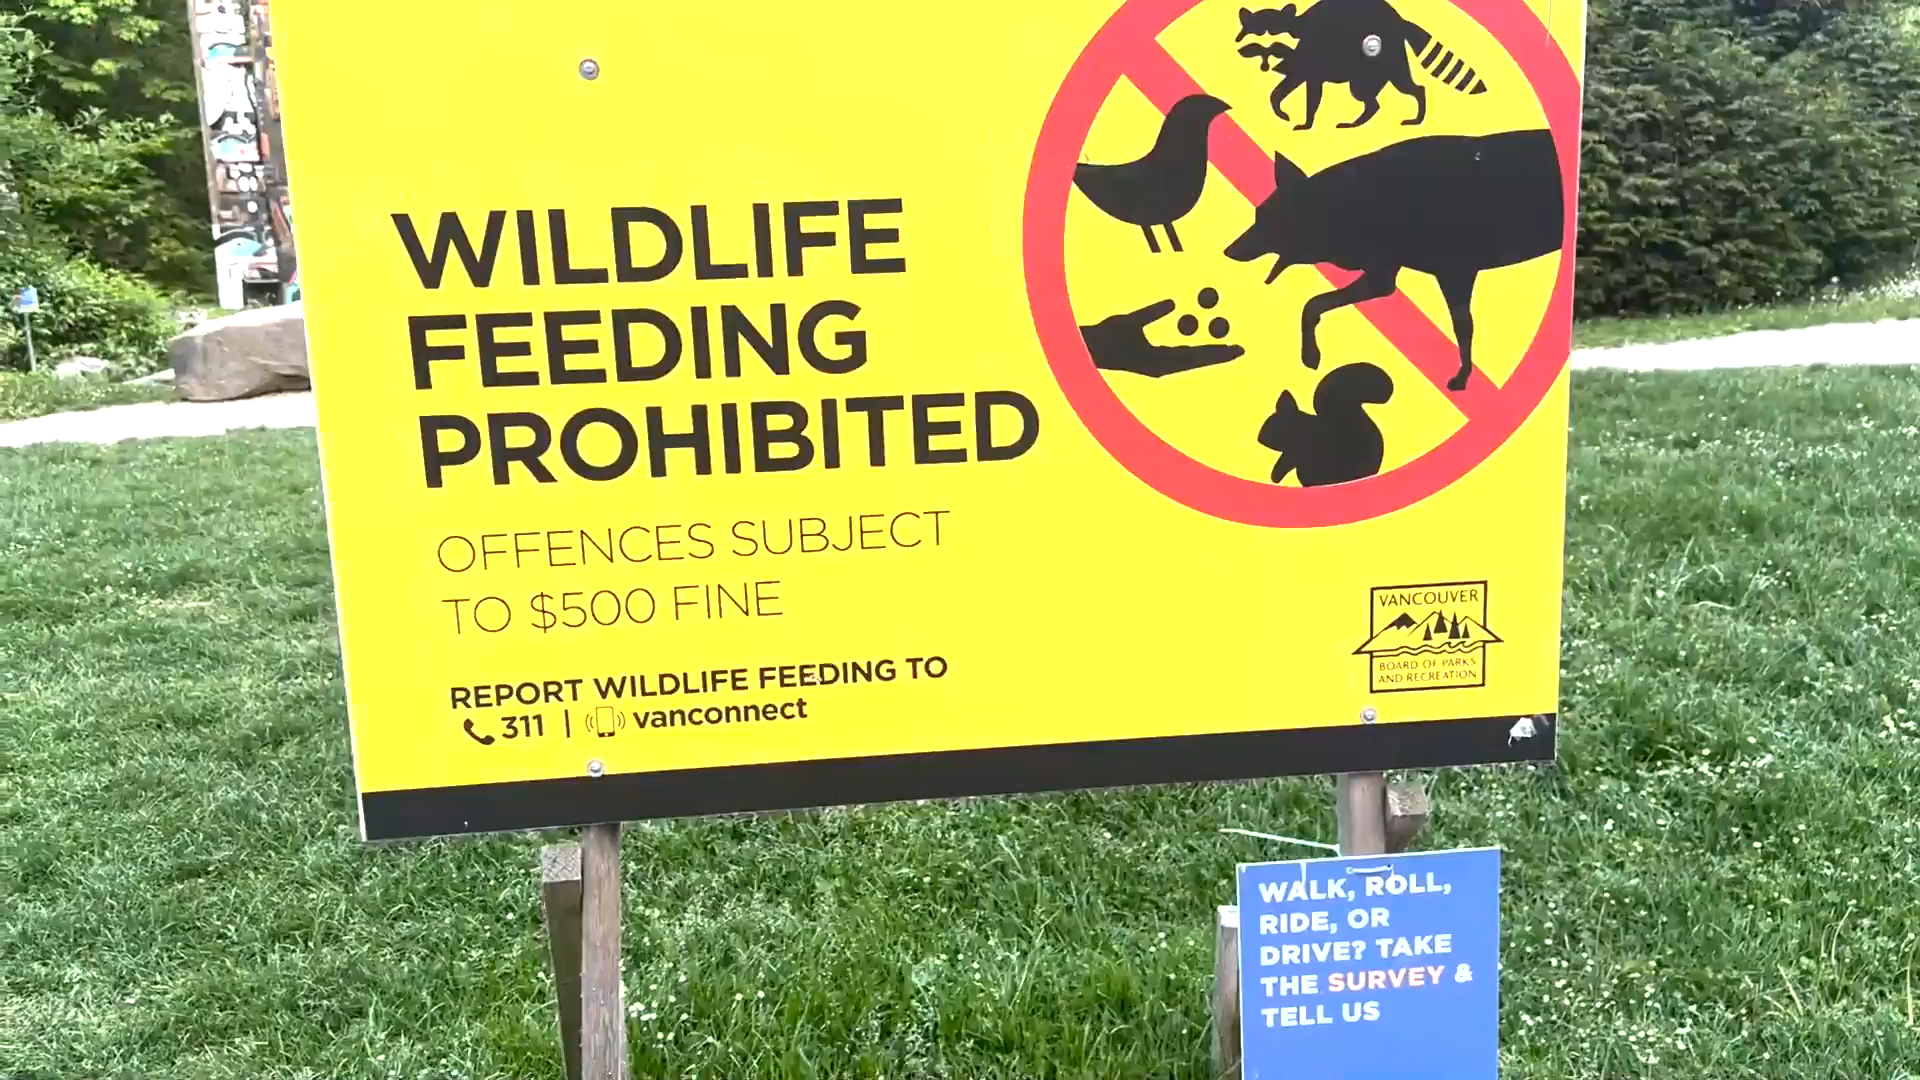 WILDLIFE
FEEDING
PROHIBITED
OFFENCES SUBJECT
TO $500 FINE
REPORT WILDLIFE FEEDING TO
311 | vanconnect
VANCOUVER
BOARD OF PARKS
AND RECREATION
WALK, ROLL,
RIDE, OR
DRIVE? TAKE
THE SURVEY &
TELL US